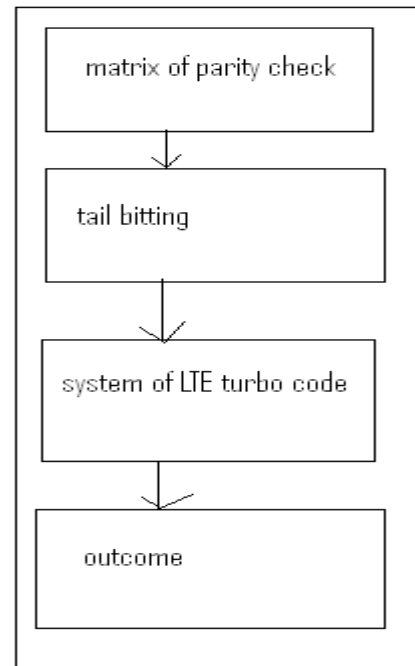 matrix of parity check
tail bitting
system of LTE turbo code
outcome